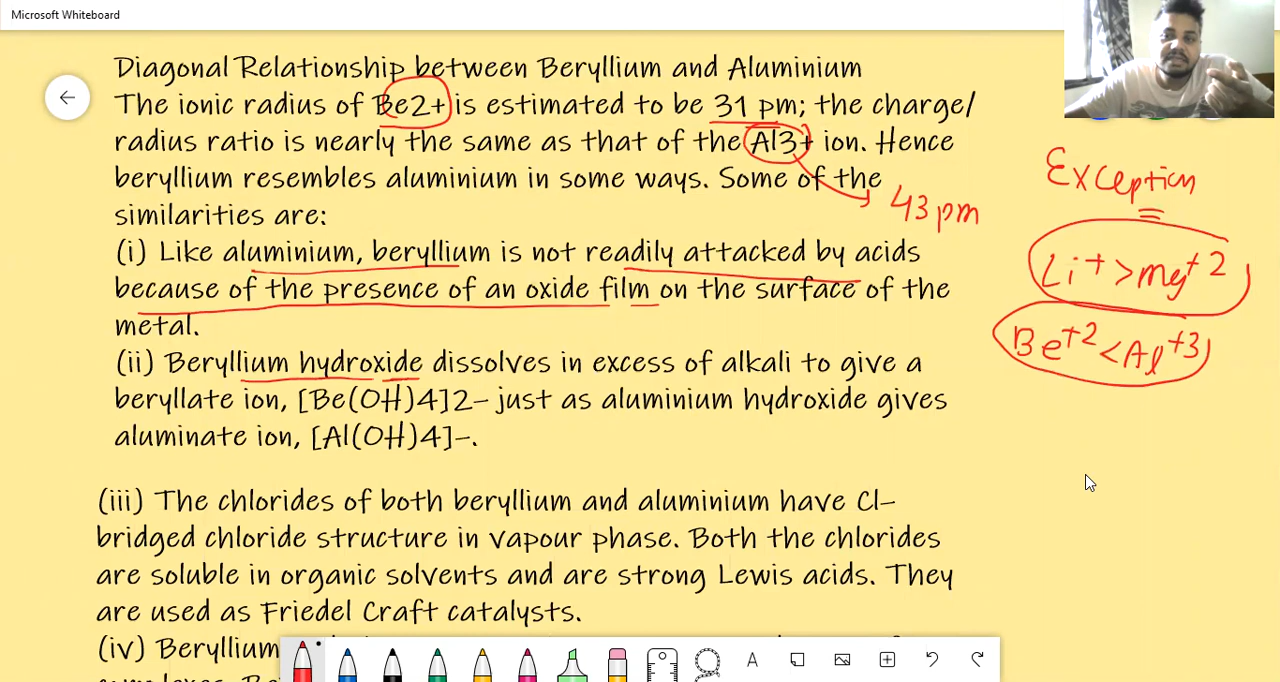 Microsoft Whiteboard
Diagonal Relationship between Beryllium and Aluminium
The ionic radius of Be2+ is estimated to be 31 pm; the charge/
radius ratio is nearly the same as that of the Al3+ ion. Hence
beryllium resembles aluminium in some ways. Some of the
similarities are:
43pm
(i) Like aluminium, beryllium is not readily attacked by acids
because of the presence of an oxide film on the surface of the
metal.
(ii) Beryllium hydroxide dissolves in excess of alkali to give a
beryllate ion, [Be(OH)4]2– just as aluminium hydroxide gives
aluminate ion, [Al(OH)4]–.
(iii) The chlorides of both beryllium and aluminium have Cl–
bridged chloride structure in vapour phase. Both the chlorides
are soluble in organic solvents and are strong Lewis acids. They
are used as Friedel Craft catalysts.
(iv) Beryllium
Exception
Li+ > mg+2
Be+2 < Al+3
A